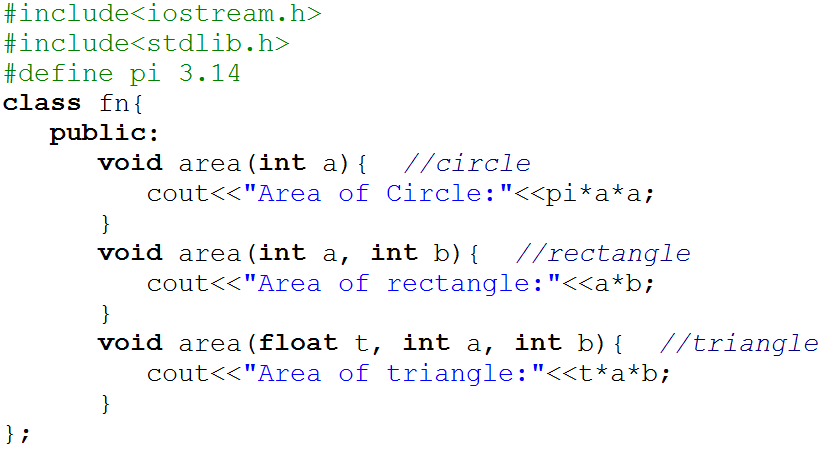 #include<iostream.h>
#include<stdlib.h>
#define pi 3.14
class fn{
   public:
      void area(int a){  //circle
         cout<<"Area of Circle:"<<pi*a*a;
      }
      void area(int a, int b){  //rectangle
         cout<<"Area of rectangle:"<<a*b;
      }
      void area(float t, int a, int b){  //triangle
         cout<<"Area of triangle:"<<t*a*b;
      }
};